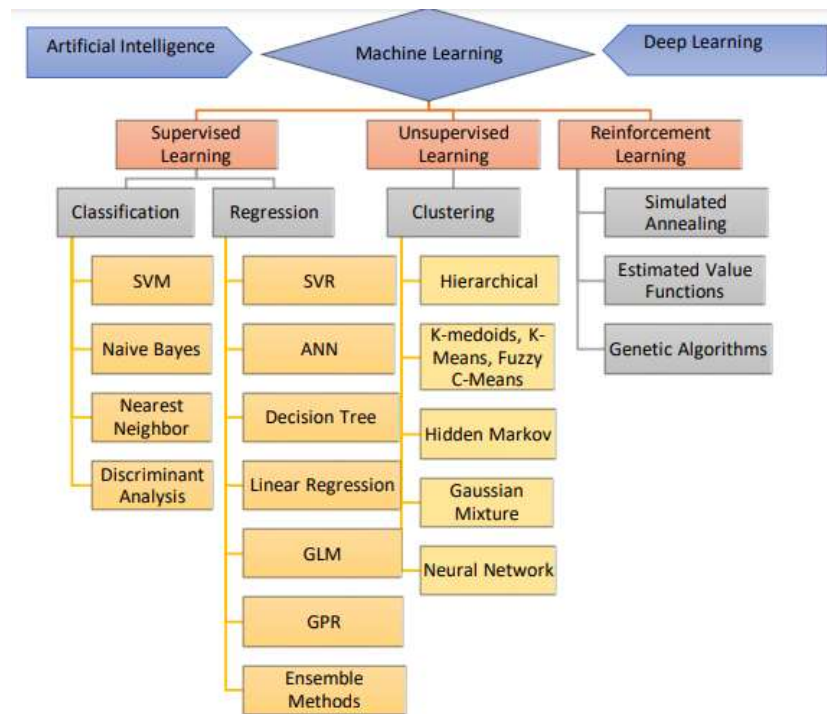 Artificial Intelligence
Machine Learning
Deep Learning
Supervised
Learning
Unsupervised
Learning
Reinforcement
Learning
Classification
Regression
Clustering
Simulated
Annealing
Estimated Value
Functions
Genetic Algorithms
SVM
Naive Bayes
Nearest
Neighbor
Discriminant
Analysis
SVR
ANN
Decision Tree
Linear Regression
GLM
GPR
Ensemble
Methods
Hierarchical
K-medoids, K-
Means, Fuzzy
C-Means
Hidden Markov
Gaussian
Mixture
Neural Network